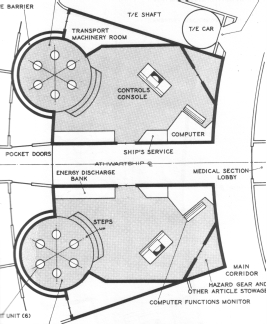 E BARRIER
T/E SHAFT
T/E CAR
TRANSPORT
MACHINERY ROOM
CONTROLS
CONSOLE
COMPUTER
SHIP'S SERVICE
POCKET DOORS
ATHWARTSHIP ℄
ENERGY DISCHARGE
BANK
MEDICAL SECTION
LOBBY
STEPS
UP
MAIN
CORRIDOR
HAZARD GEAR AND
OTHER ARTICLE STOWAGE
COMPUTER FUNCTIONS MONITOR
T UNIT (6)